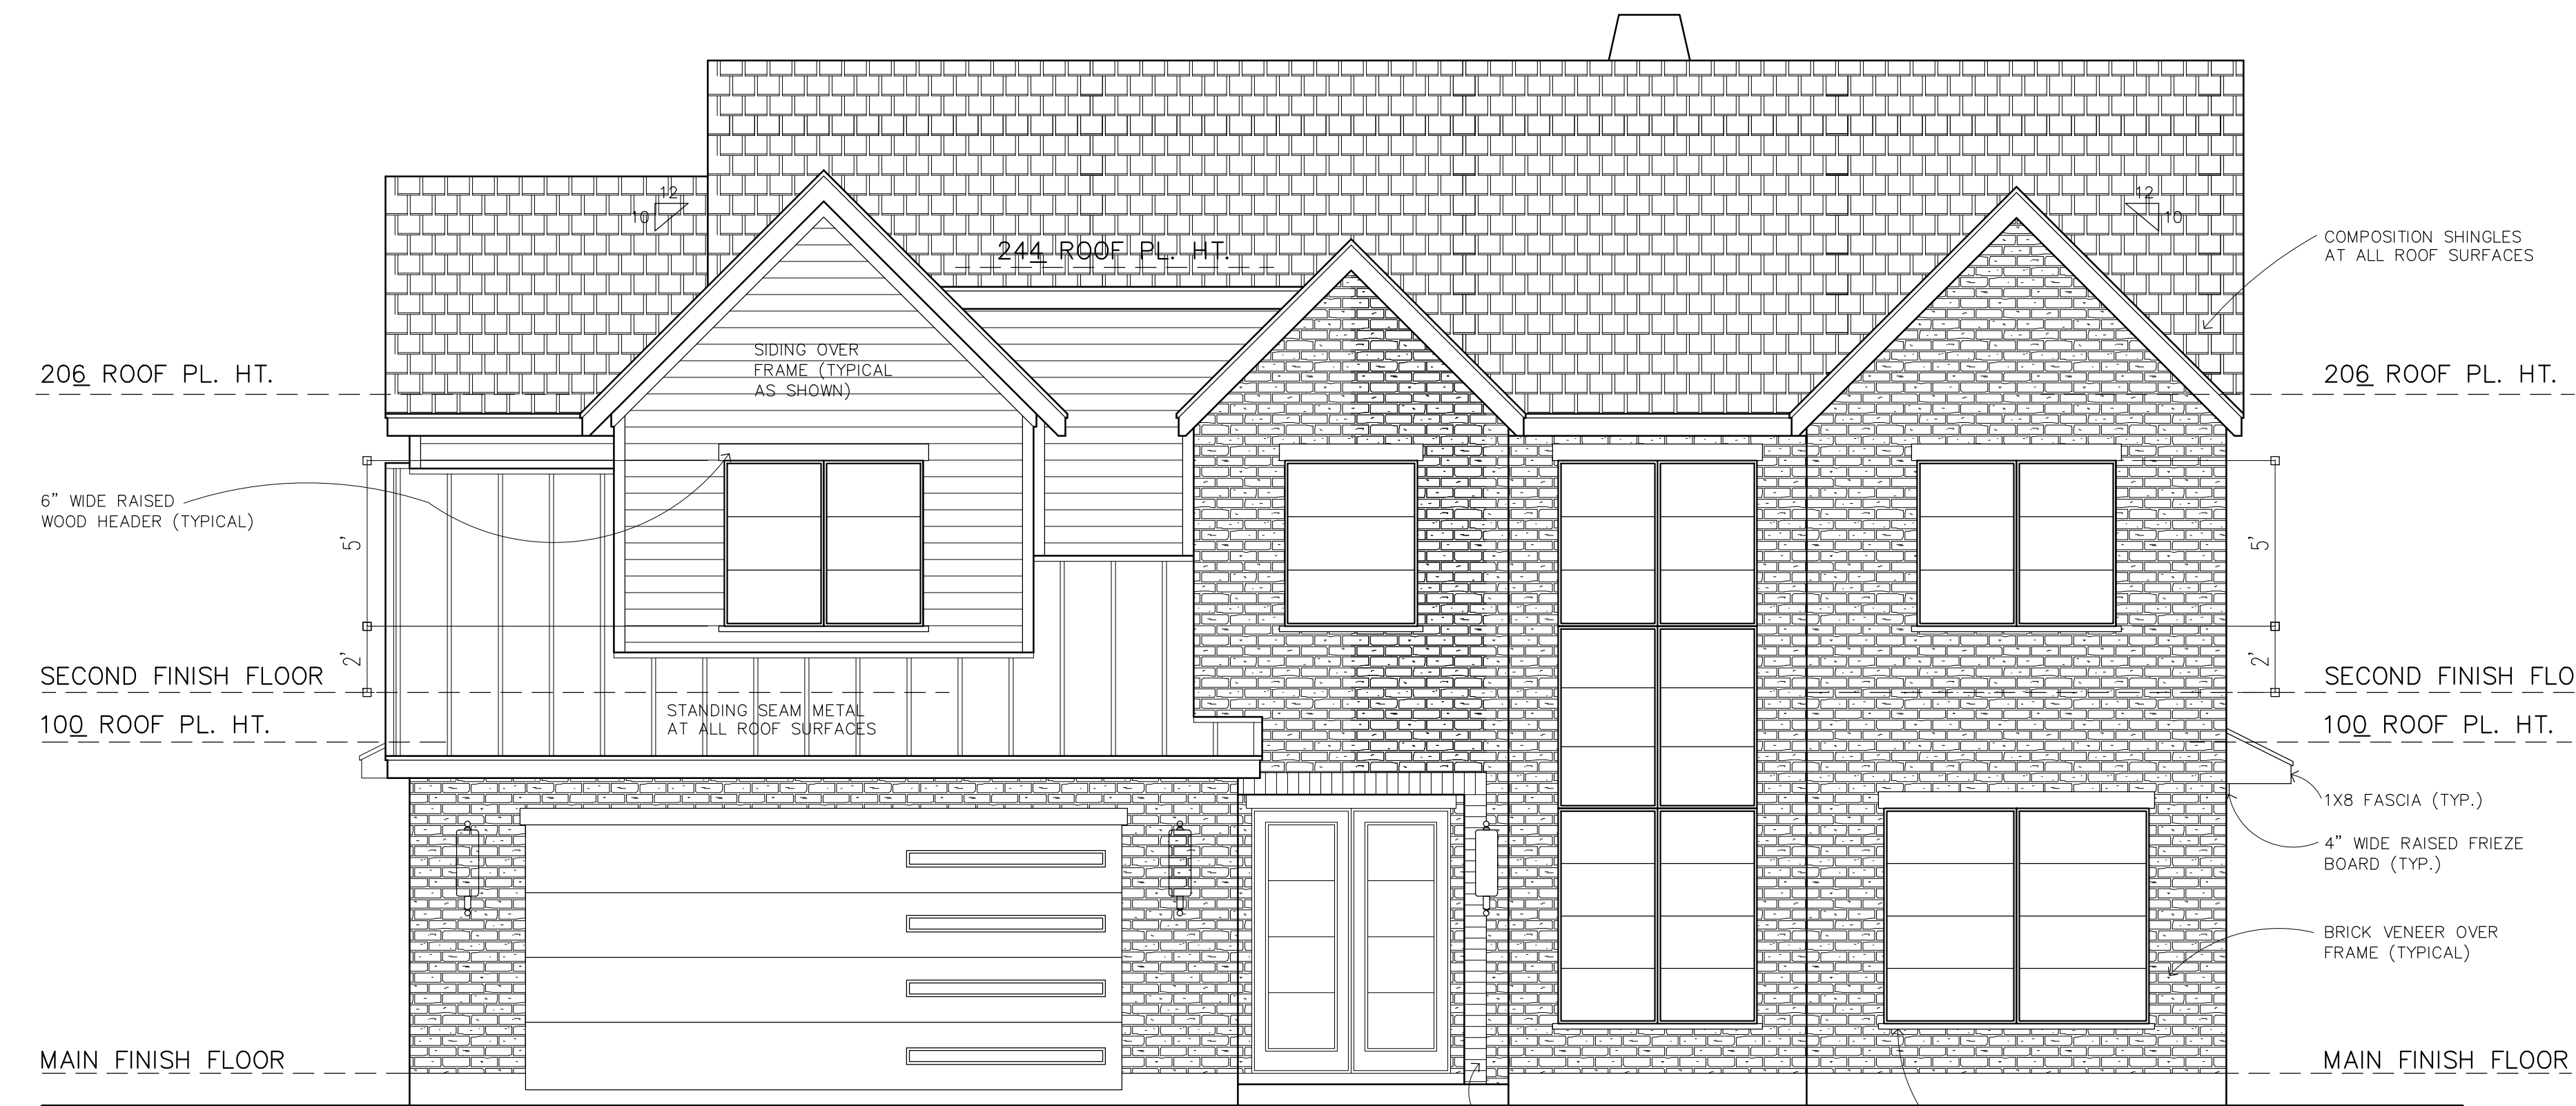 12
10
12
10
COMPOSITION SHINGLES
AT ALL ROOF SURFACES
244 ROOF PL. HT.
SIDING OVER
FRAME (TYPICAL
AS SHOWN)
206 ROOF PL. HT.
206 ROOF PL. HT.
6" WIDE RAISED
WOOD HEADER (TYPICAL)
5'
5'
2'
2'
SECOND FINISH FLOOR
SECOND FINISH FLO
STANDING SEAM METAL
AT ALL ROOF SURFACES
100 ROOF PL. HT.
100 ROOF PL. HT.
1X8 FASCIA (TYP.)
4" WIDE RAISED FRIEZE
BOARD (TYP.)
BRICK VENEER OVER
FRAME (TYPICAL)
MAIN FINISH FLOOR
MAIN FINISH FLOOR